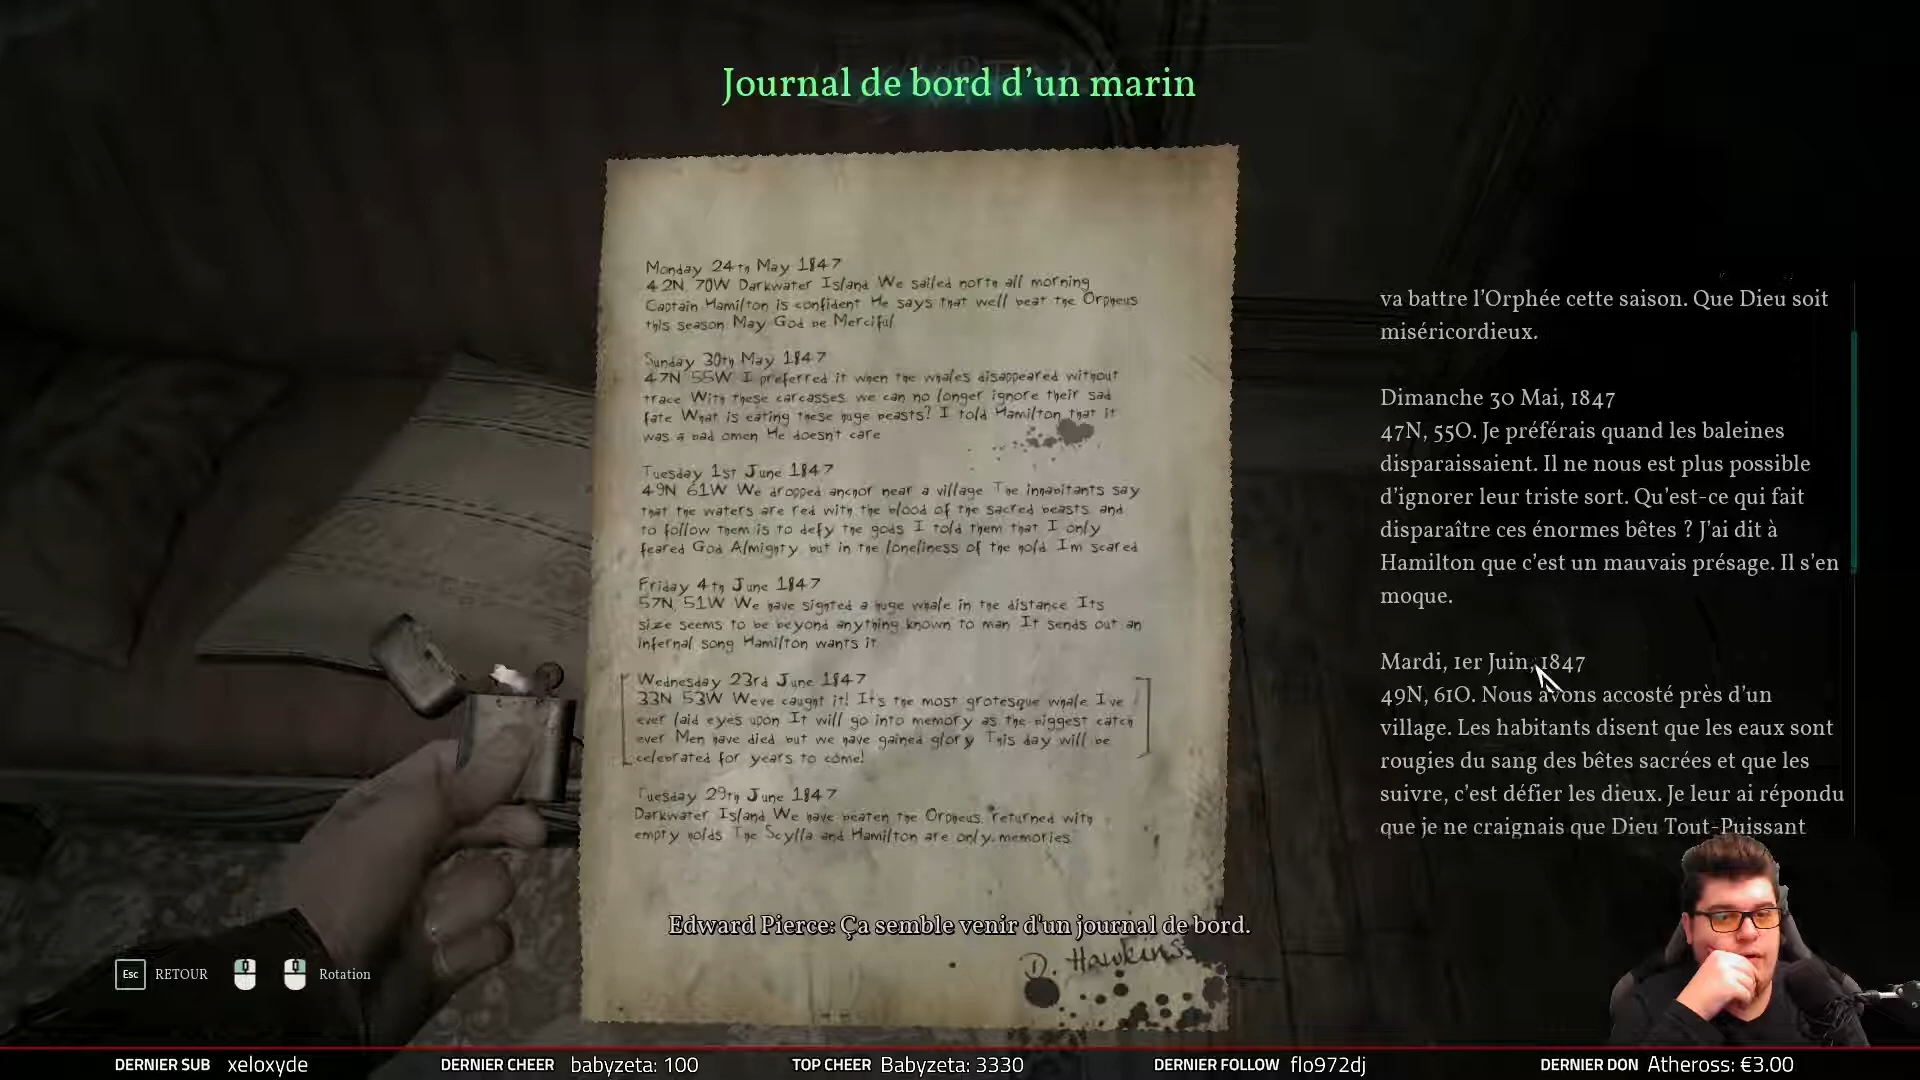 Journal de bord d'un marin
Monday 24th May 1847
42N, 70W Darkwater Island We sailed north all morning
Captain Hamilton is confident He says that well beat the Orpheus
this season May God be Merciful
Sunday 30th May 1847
47N 55W I preferred it when the whales disappeared without
trace With these carcasses, we can no longer ignore their sad
fate What is eating these huge beasts? I told Hamilton that it
was a bad omen He doesnt care
Tuesday 1st June 1847
49N 61W We dropped anchor near a village The inhabitants say
that the waters are red with the blood of the sacred beasts, and
to follow them is to defy the gods I told them that I only
feared God Almighty, but in the loneliness of the hold Im scared
Friday 4th June 1847
57N, 51W We have sighted a huge whale in the distance Its
size seems to be beyond anything known to man It sends out an
infernal song Hamilton wants it
Wednesday 23rd June 1847
33N 53W Weve caught it! It's the most grotesque whale I've
ever laid eyes upon It will go into memory as the biggest catch
ever Men have died but we have gained glory This day will be
celebrated for years to come!
Tuesday 29th June 1847
Darkwater Island We have beaten the Orpheus, returned with
empty holds The Scylla and Hamilton are only memories
D. Hawkins
va battre l'Orphée cette saison. Que Dieu soit
miséricordieux.
Dimanche 30 Mai, 1847
47N, 55O. Je préférais quand les baleines
disparaissaient. Il ne nous est plus possible
d'ignorer leur triste sort. Qu'est-ce qui fait
disparaître ces énormes bêtes ? J'ai dit à
Hamilton que c'est un mauvais présage. Il s'en
moque.
Mardi, 1er Juin, 1847
49N, 61O. Nous avons accosté près d'un
village. Les habitants disent que les eaux sont
rougies du sang des bêtes sacrées et que les
suivre, c'est défier les dieux. Je leur ai répondu
que je ne craignais que Dieu Tout-Puissant
Edward Pierce: Ça semble venir d'un journal de bord.
Esc RETOUR Rotation
DERNIER SUB xeloxyde DERNIER CHEER babyzeta: 100 TOP CHEER Babyzeta: 3330 DERNIER FOLLOW flo972dj DERNIER DON Atheross: €3.00